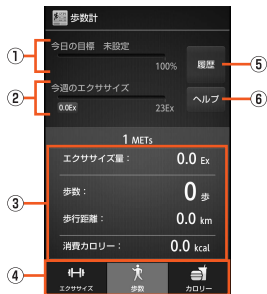 歩数計
① 今日の目標 未設定
100%
履歴 ⑤
② 今週のエクササイズ
0.0Ex 23Ex
ヘルプ ⑥
1 METs
③ エクササイズ量： 0.0 Ex
歩数： 0 歩
歩行距離： 0.0 km
消費カロリー： 0.0 kcal
④ エクササイズ 歩数 カロリー